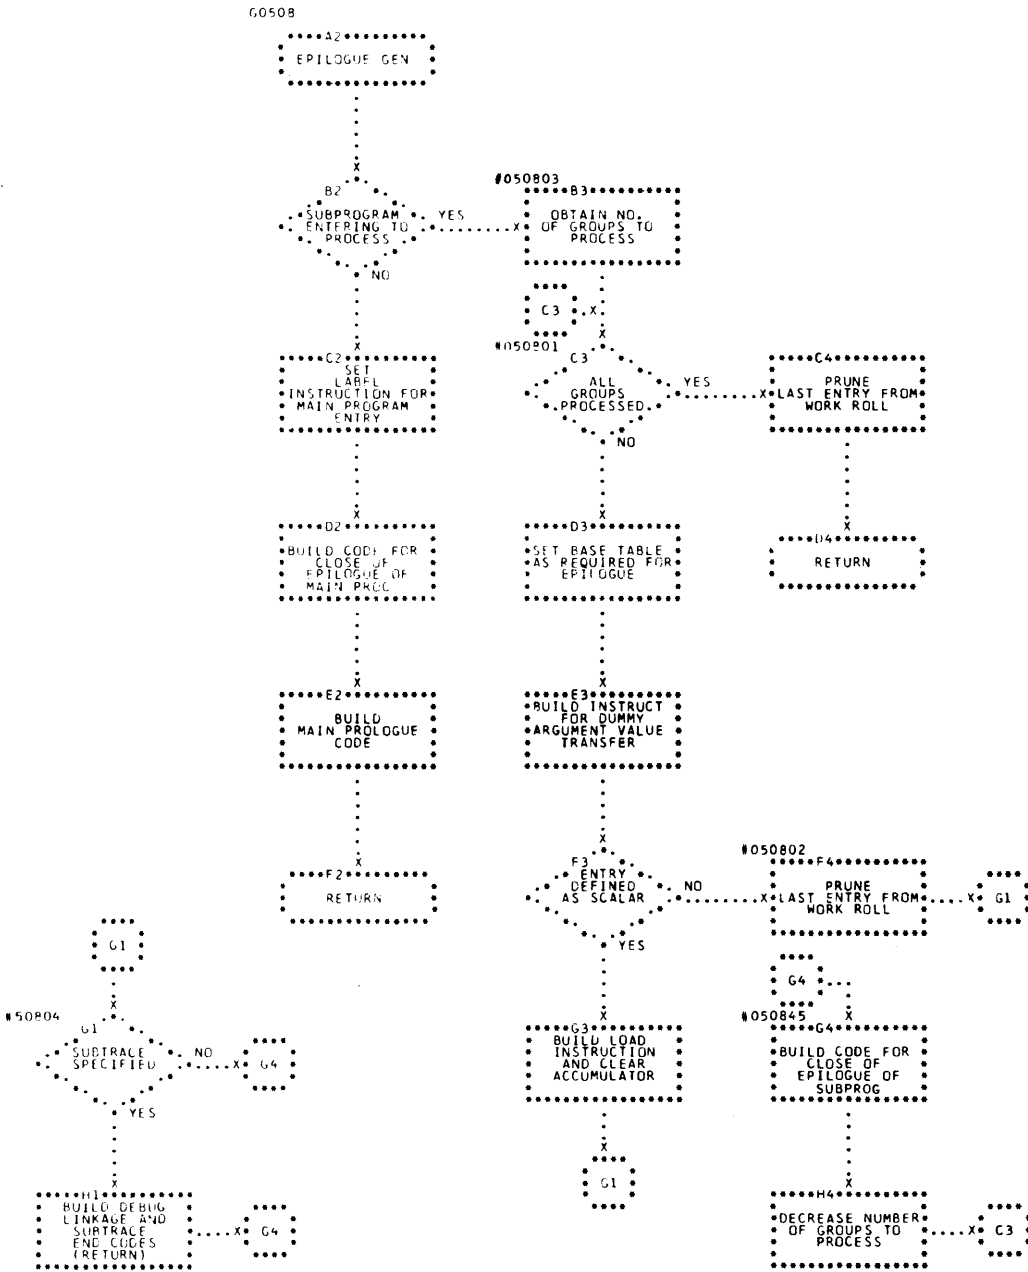 G0508
A2
EPILOGUE GEN
B2
SUBPROGRAM
ENTERING TO
PROCESS
YES
NO
#050803
B3
OBTAIN NO.
OF GROUPS TO
PROCESS
C3
#050801
C3
ALL
GROUPS
PROCESSED.
YES
NO
C2
SET
LABEL
INSTRUCTION FOR
MAIN PROGRAM
ENTRY
C4
PRUNE
LAST ENTRY FROM
WORK ROLL
D2
BUILD CODE FOR
CLOSE OF
EPILOGUE OF
MAIN PROG
D3
SET BASE TABLE
AS REQUIRED FOR
EPILOGUE
D4
RETURN
E2
BUILD
MAIN PROLOGUE
CODE
E3
BUILD INSTRUCT
FOR DUMMY
ARGUMENT VALUE
TRANSFER
F2
RETURN
F3
ENTRY
DEFINED
AS SCALAR
NO
YES
#050802
F4
PRUNE
LAST ENTRY FROM
WORK ROLL
G1
G1
#50804
G1
SUBTRACE
SPECIFIED
NO
G4
YES
G3
BUILD LOAD
INSTRUCTION
AND CLEAR
ACCUMULATOR
G1
G4
#050845
G4
BUILD CODE FOR
CLOSE OF
EPILOGUE OF
SUBPROG
H1
BUILD DEBUG
LINKAGE AND
SUBTRACE
END CODES
(RETURN)
G4
H4
DECREASE NUMBER
OF GROUPS TO
PROCESS
C3